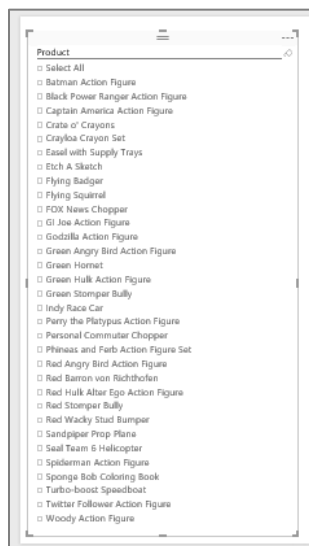 Product
Select All
Batman Action Figure
Black Power Ranger Action Figure
Captain America Action Figure
Crate o' Crayons
Crayloa Crayon Set
Easel with Supply Trays
Etch A Sketch
Flying Badger
Flying Squirrel
FOX News Chopper
GI Joe Action Figure
Godzilla Action Figure
Green Angry Bird Action Figure
Green Hornet
Green Hulk Action Figure
Green Stomper Bully
Indy Race Car
Perry the Platypus Action Figure
Personal Commuter Chopper
Phineas and Ferb Action Figure Set
Red Angry Bird Action Figure
Red Barron von Richthofen
Red Hulk Alter Ego Action Figure
Red Stomper Bully
Red Wacky Stud Bumper
Sandpiper Prop Plane
Seal Team 6 Helicopter
Spiderman Action Figure
Sponge Bob Coloring Book
Turbo-boost Speedboat
Twitter Follower Action Figure
Woody Action Figure